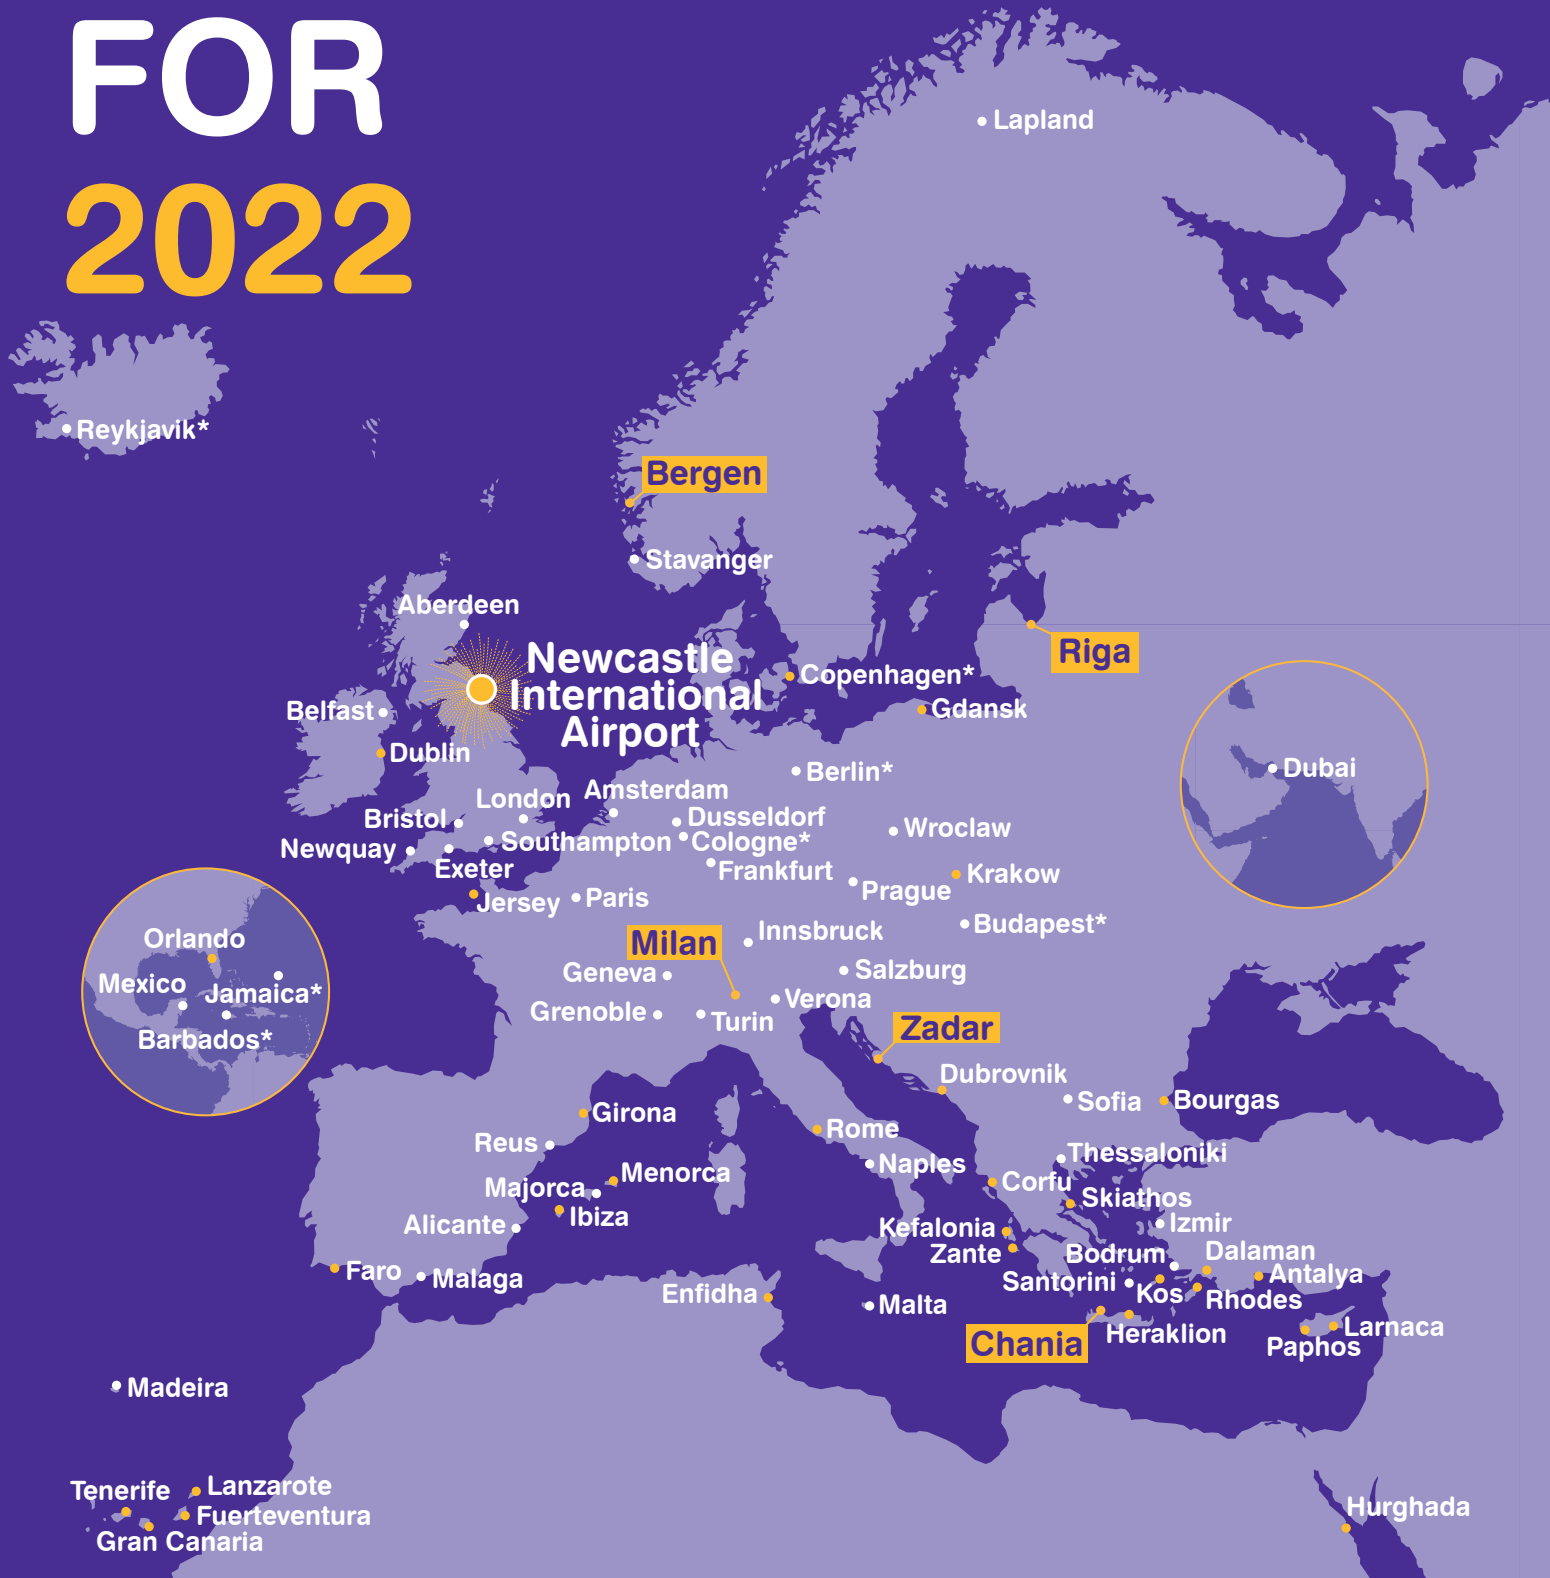 FOR
2022
Lapland
Reykjavik*
Bergen
Stavanger
Aberdeen
Newcastle
International
Airport
Riga
Copenhagen*
Gdansk
Belfast
Dublin
Berlin*
Dubai
Amsterdam
London
Bristol
Dusseldorf
Wroclaw
Newquay
Southampton
Cologne*
Exeter
Frankfurt
Krakow
Prague
Jersey
Paris
Budapest*
Innsbruck
Milan
Orlando
Geneva
Salzburg
Mexico
Jamaica*
Verona
Grenoble
Turin
Zadar
Barbados*
Dubrovnik
Sofia
Bourgas
Girona
Rome
Reus
Thessaloniki
Naples
Menorca
Corfu
Majorca
Skiathos
Ibiza
Izmir
Alicante
Kefalonia
Zante
Bodrum
Dalaman
Faro
Malaga
Antalya
Santorini
Kos
Enfidha
Rhodes
Malta
Larnaca
Heraklion
Chania
Paphos
Madeira
Lanzarote
Tenerife
Hurghada
Fuerteventura
Gran Canaria